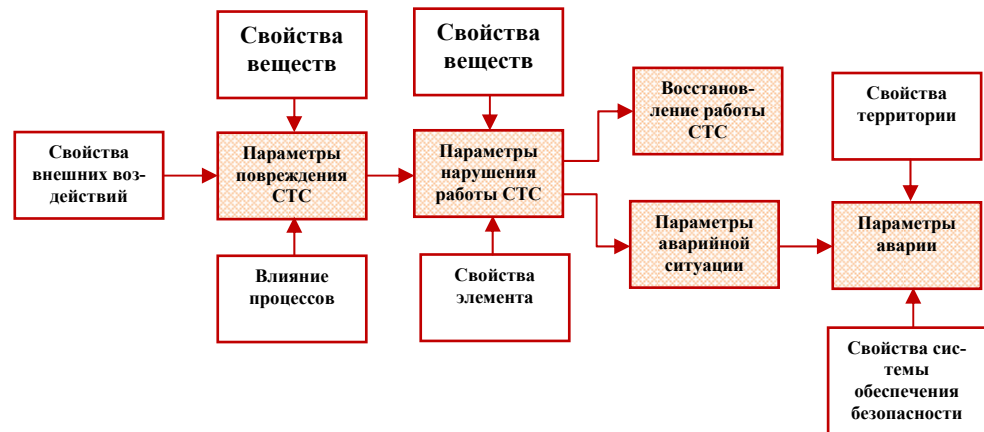 Свойства
веществ
Свойства
веществ
Восстанов-
ление работы
СТС
Свойства
территории
Свойства
внешних воз-
действий
Параметры
повреждения
СТС
Параметры
нарушения
работы СТС
Параметры
аварийной
ситуации
Параметры
аварии
Влияние
процессов
Свойства
элемента
Свойства сис-
темы
обеспечения
безопасности